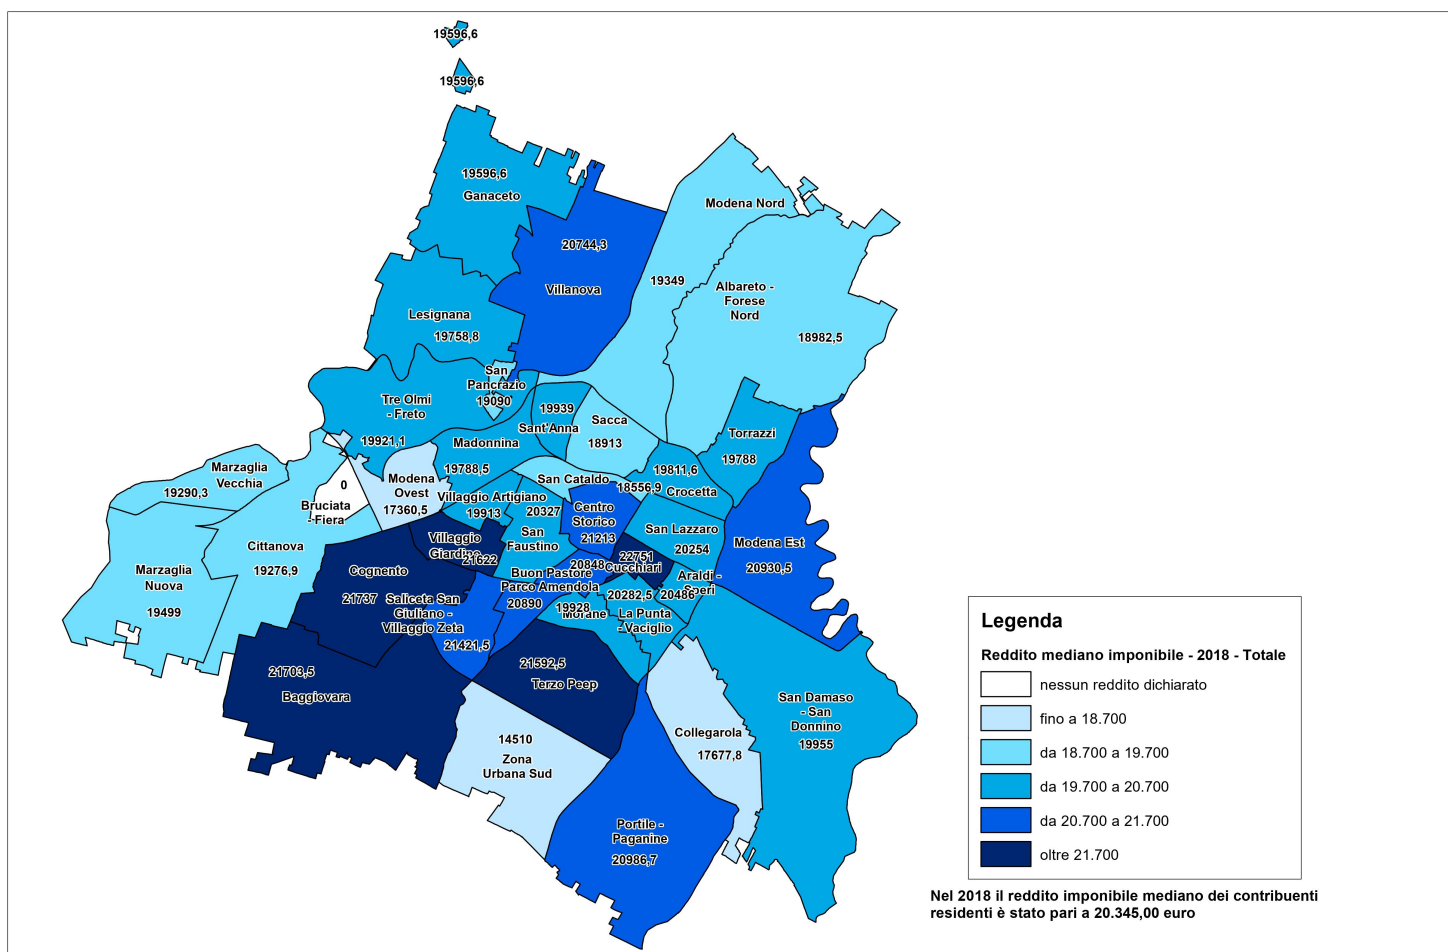 19596,6
19596,6
19596,6
Ganaceto
Modena Nord
20744,3
Villanova
19349
Albareto -
Forese
Nord
18982,5
Lesignana
19758,8
San
Pancrazio
19090
Tre Olmi
- Freto
19921,1
19939
Sant'Anna
Sacca
18913
Torrazzi
19788
Madonnina
19788,5
Marzaglia
Vecchia
19290,3
0
Bruciata
- Fiera
Modena
Ovest
17360,5
San Cataldo
18556,9
19811,6
Crocetta
Villaggio Artigiano
19913
20327
San
Faustino
Centro
Storico
21213
San Lazzaro
20254
Modena Est
20930,5
Villaggio
Giardino
21622
Cittanova
19276,9
Marzaglia
Nuova
19499
Cognento
21737
Saliceta San
Giuliano -
Villaggio Zeta
21421,5
20848
Buon Pastore
Parco Amendola
20890
22751
Cucchiari
Araldi -
Speri
20486
20282,5
La Punta
- Vaciglio
19928
Morane
21703,5
Baggiovara
21592,5
Terzo Peep
14510
Zona
Urbana Sud
Collegarola
17677,8
San Damaso
- San
Donnino
19955
Portile -
Paganine
20986,7
Legenda
Reddito mediano imponibile - 2018 - Totale
nessun reddito dichiarato
fino a 18.700
da 18.700 a 19.700
da 19.700 a 20.700
da 20.700 a 21.700
oltre 21.700
Nel 2018 il reddito imponibile mediano dei contribuenti
residenti è stato pari a 20.345,00 euro